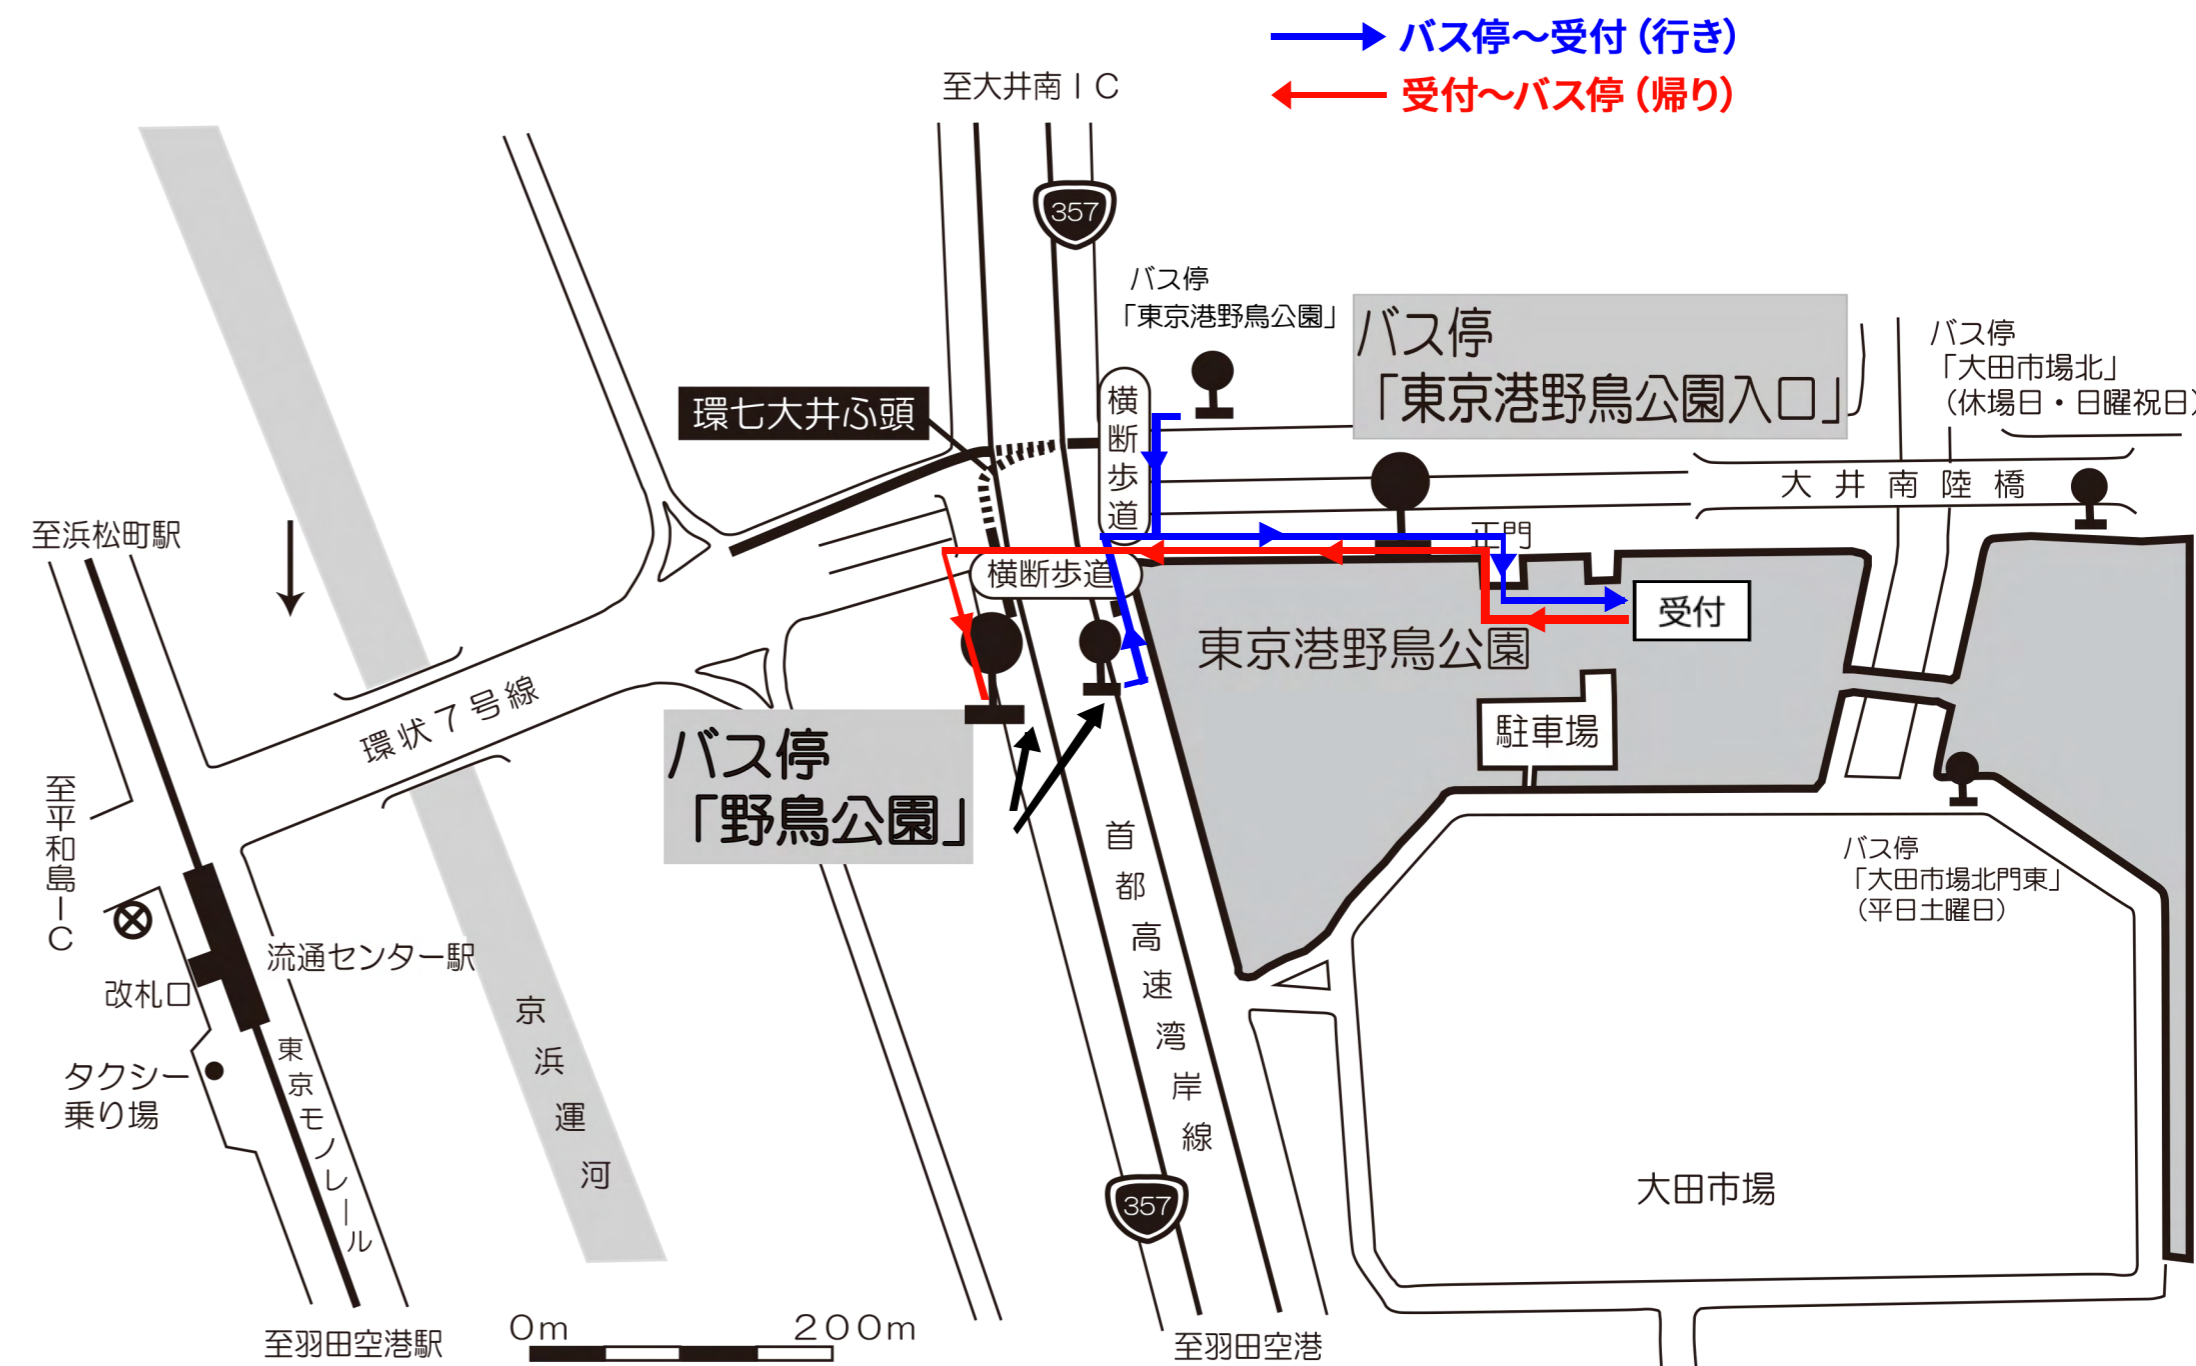 バス停～受付（行き）
受付～バス停（帰り）
至大井南ＩＣ
357
バス停
「東京港野鳥公園」
バス停
「東京港野鳥公園入口」
バス停
「大田市場北」
（休場日・日曜祝日）
環七大井ふ頭
横断歩道
大井南陸橋
正門
至浜松町駅
横断歩道
受付
東京港野鳥公園
環状７号線
駐車場
バス停
「野鳥公園」
至平和島ＩＣ
首都高速湾岸線
バス停
「大田市場北門東」
（平日土曜日）
流通センター駅
改札口
京浜運河
東京モノレール
タクシー
乗り場
大田市場
357
至羽田空港駅
0m
200m
至羽田空港